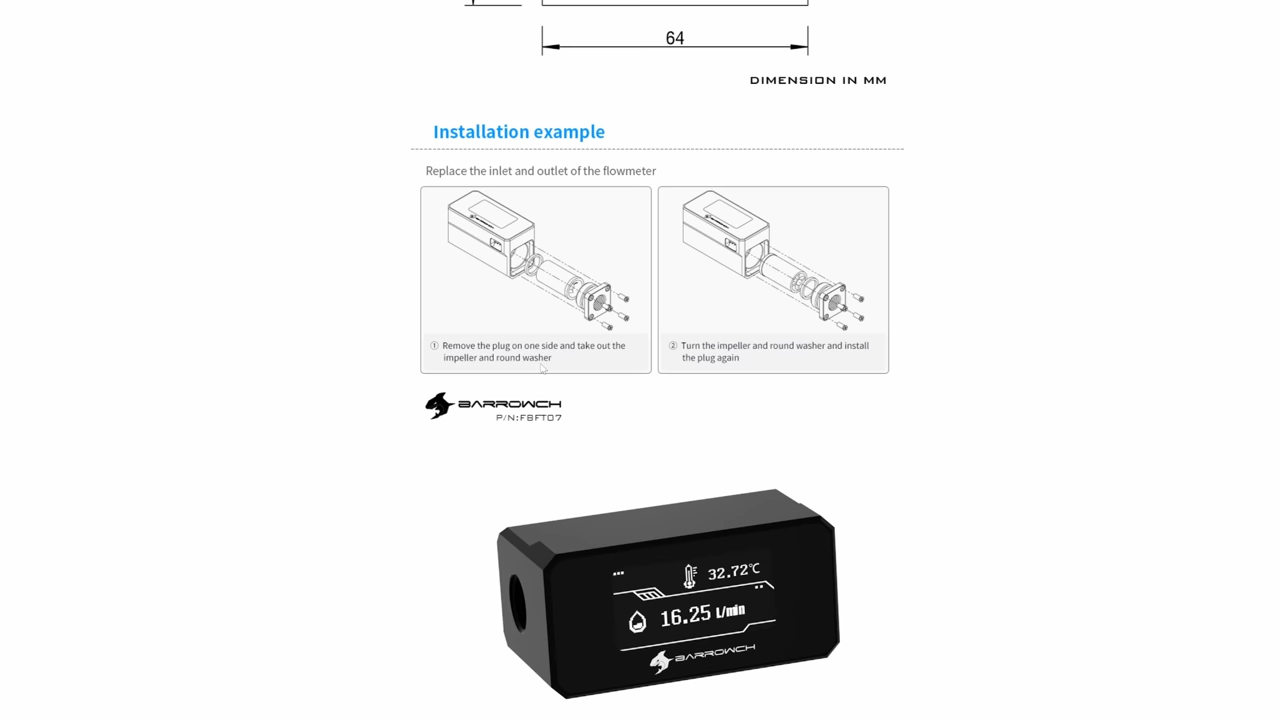 64
DIMENSION IN MM
Installation example
Replace the inlet and outlet of the flowmeter
① Remove the plug on one side and take out the
impeller and round washer
② Turn the impeller and round washer and install
the plug again
BARROWCH
P/N:FBFT07
32.72℃
16.25 L/min
BARROWCH